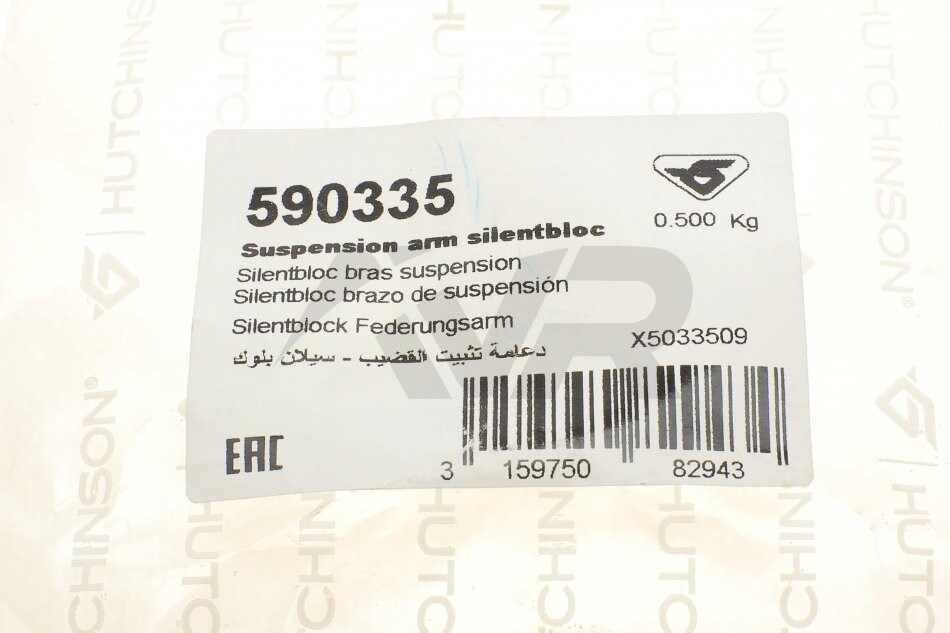 590335
0.500 Kg
Suspension arm silentbloc
Silentbloc bras suspension
Silentbloc brazo de suspensión
Silentblock Federungsarm
X5033509
دعامة تثبيت القضيب - سيلان بلوك
EAC
3 159750 82943
HUTCHINSON®
HUTCHINSON
HUTCHINSON®
VR